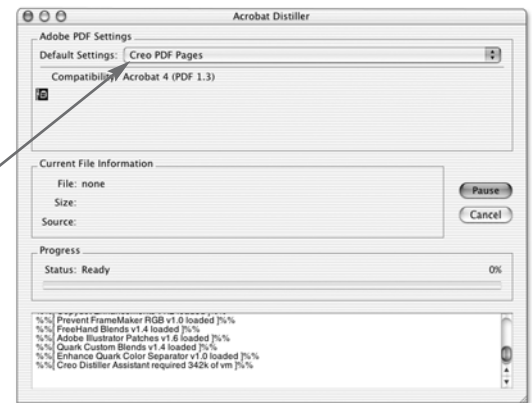 Acrobat Distiller
Adobe PDF Settings
Default Settings: Creo PDF Pages
Compatibility: Acrobat 4 (PDF 1.3)
Current File Information
File: none
Size:
Source:
Pause
Cancel
Progress
Status: Ready 0%
%%[ Prevent FrameMaker RGB v1.0 loaded ]%%
%%[ FreeHand Blends v1.4 loaded ]%%
%%[ Adobe Illustrator Patches v1.6 loaded ]%%
%%[ Quark Custom Blends v1.4 loaded ]%%
%%[ Enhance Quark Color Separator v1.0 loaded ]%%
%%[ Creo Distiller Assistant required 342k of vm ]%%